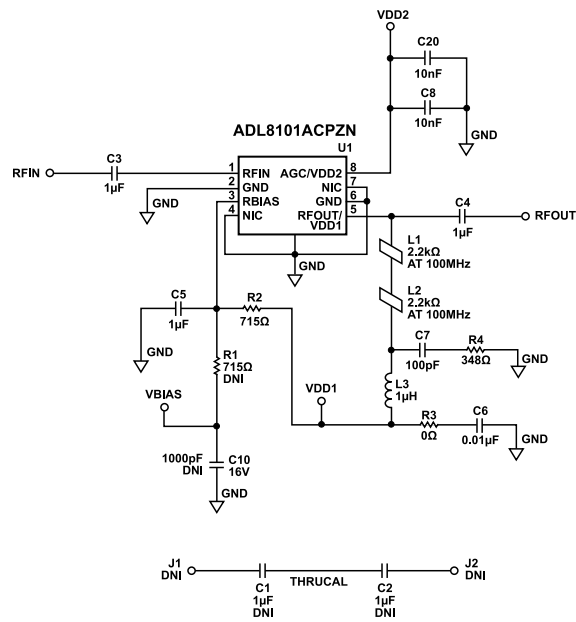 VDD2
C20
10nF
C8
10nF
GND
ADL8101ACPZN
U1
RFIN
C3
1µF
GND
1 RFIN
2 GND
3 RBIAS
4 NIC
AGC/VDD2 8
NIC 7
GND 6
RFOUT/ 5
VDD1
GND
C4
1µF
RFOUT
L1
2.2kΩ
AT 100MHz
L2
2.2kΩ
AT 100MHz
C5
1µF
GND
R2
715Ω
C7
100pF
R4
348Ω
GND
R1
715Ω
DNI
VBIAS
VDD1
L3
1µH
R3
0Ω
C6
0.01µF
GND
1000pF
DNI
C10
16V
GND
J1
DNI
THRUCAL
J2
DNI
C1
1µF
DNI
C2
1µF
DNI